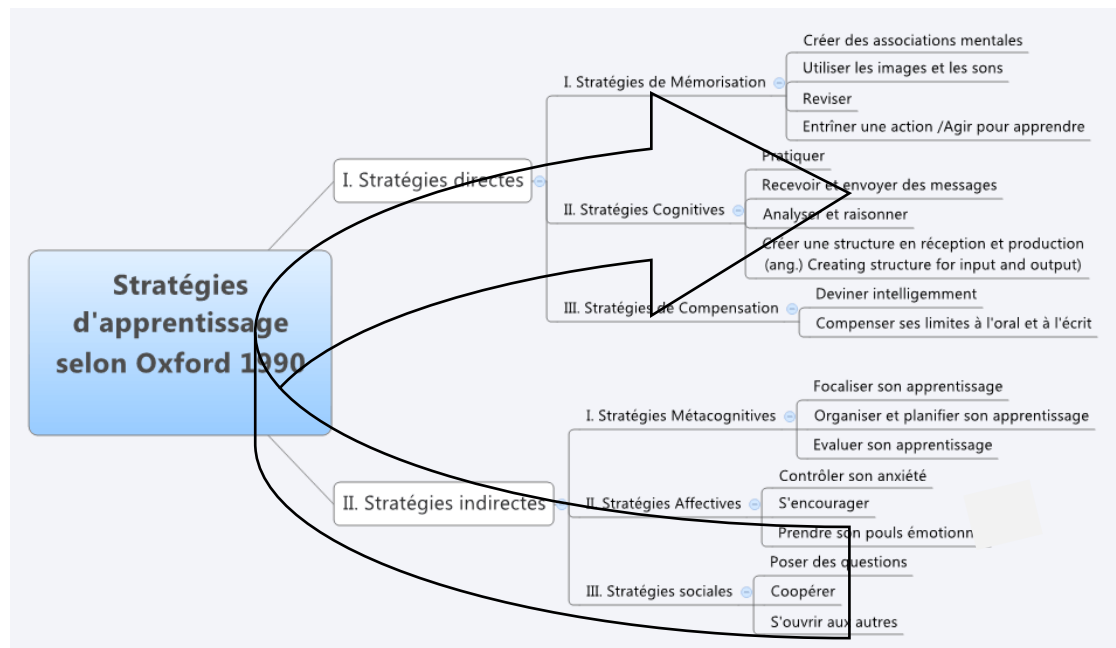 Stratégies
d'apprentissage
selon Oxford 1990
I. Stratégies directes
I. Stratégies de Mémorisation
Créer des associations mentales
Utiliser les images et les sons
Reviser
Entrîner une action /Agir pour apprendre
II. Stratégies Cognitives
Pratiquer
Recevoir et envoyer des messages
Analyser et raisonner
Créer une structure en réception et production
(ang.) Creating structure for input and output)
III. Stratégies de Compensation
Deviner intelligemment
Compenser ses limites à l'oral et à l'écrit
II. Stratégies indirectes
I. Stratégies Métacognitives
Focaliser son apprentissage
Organiser et planifier son apprentissage
Evaluer son apprentissage
II. Stratégies Affectives
Contrôler son anxiété
S'encourager
Prendre son pouls émotionn
III. Stratégies sociales
Poser des questions
Coopérer
S'ouvrir aux autres